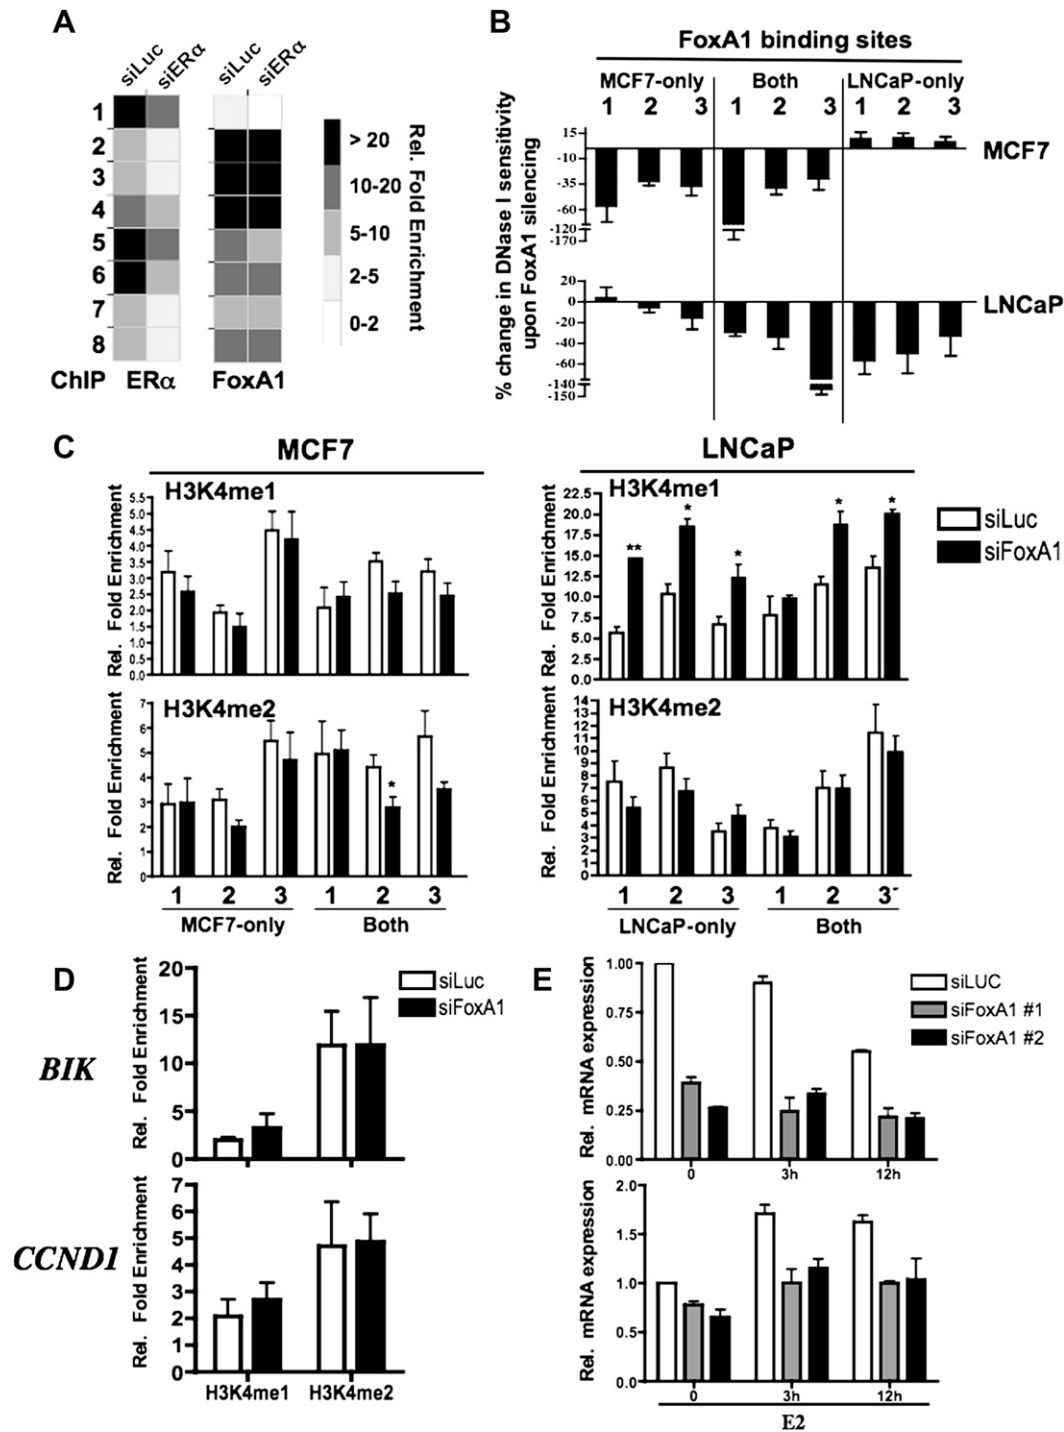 A
siLuc siERα siLuc siERα
1
2
3
4
5
6
7
8
ChIP ERα FoxA1
> 20
10-20
5-10
2-5
0-2
Rel. Fold Enrichment
B
FoxA1 binding sites
MCF7-only Both LNCaP-only
1 2 3 1 2 3 1 2 3
% change in DNase I sensitivity
upon FoxA1 silencing
15
-10
-35
-60
-120
-170
MCF7
20
0
-20
-40
-60
-140
-150
LNCaP
C
MCF7
H3K4me1
Rel. Fold Enrichment
5.5
5.0
4.5
4.0
3.5
3.0
2.5
2.0
1.5
1.0
0.5
0.0
H3K4me2
Rel. Fold Enrichment
7
6
5
4
3
2
1
0
*
1 2 3 1 2 3
MCF7-only Both
LNCaP
H3K4me1
Rel. Fold Enrichment
22.5
20.0
17.5
15.0
12.5
10.0
7.5
5.0
2.5
0.0
** * * * *
siLuc
siFoxA1
H3K4me2
Rel. Fold Enrichment
14
13
12
11
10
9
8
7
6
5
4
3
2
1
0
1 2 3 1 2 3
LNCaP-only Both
D
siLuc
siFoxA1
BIK
Rel. Fold Enrichment
20
15
10
5
0
CCND1
Rel. Fold Enrichment
7
6
5
4
3
2
1
0
H3K4me1 H3K4me2
E
siLUC
siFoxA1 #1
siFoxA1 #2
Rel. mRNA expression
1.00
0.75
0.50
0.25
0.00
0 3h 12h
Rel. mRNA expression
2.0
1.5
1.0
0.5
0.0
0 3h 12h
E2